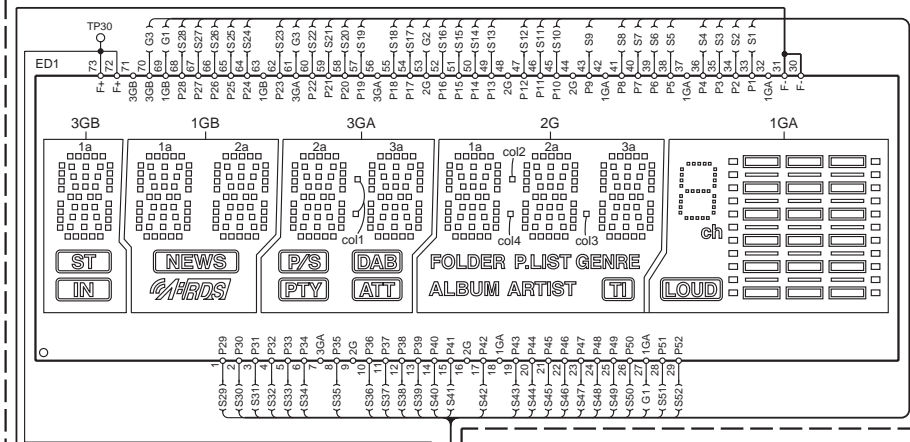 TP30
G3 G1 S28 S27 S26 S25 S24 S23 G3 S22 S21 S20 S19 S18 S17 G2 S16 S15 S14 S13 S12 S11 S10 S9 S8 S7 S6 S5 S4 S3 S2 S1
ED1
73 72 71 70 69 68 67 66 65 64 63 62 61 60 59 58 57 56 55 54 53 52 51 50 49 48 47 46 45 44 43 42 41 40 39 38 37 36 35 34 33 32 31 30
F+ F+ 3GB 3GB 1GB P28 P27 P26 P25 P24 1GB P23 3GA P22 P21 P20 P19 3GA P18 P17 2G P16 P15 P14 P13 2G P12 P11 P10 2G P9 1GA P8 P7 P6 P5 1GA P4 P3 P2 P1 1GA F- F-
3GB 1GB 3GA 2G 1GA
1a 1a 2a 2a 3a 1a 2a 3a
col2
col1 col4 col3
ch
ST NEWS P/S DAB FOLDER P.LIST GENRE
IN RDS PTY ATT ALBUM ARTIST TI LOUD
P29 P30 P31 P32 P33 P34 3GA P35 2G P36 P37 P38 P39 P40 P41 2G P42 1GA P43 P44 P45 P46 P47 P48 P49 P50 1GA P51 P52
1 2 3 4 5 6 7 8 9 10 11 12 13 14 15 16 17 18 19 20 21 22 23 24 25 26 27 28 29
S29 S30 S31 S32 S33 S34 S35 S36 S37 S38 S39 S40 S41 S42 S43 S44 S45 S46 S47 S48 S49 S50 G1 S51 S52